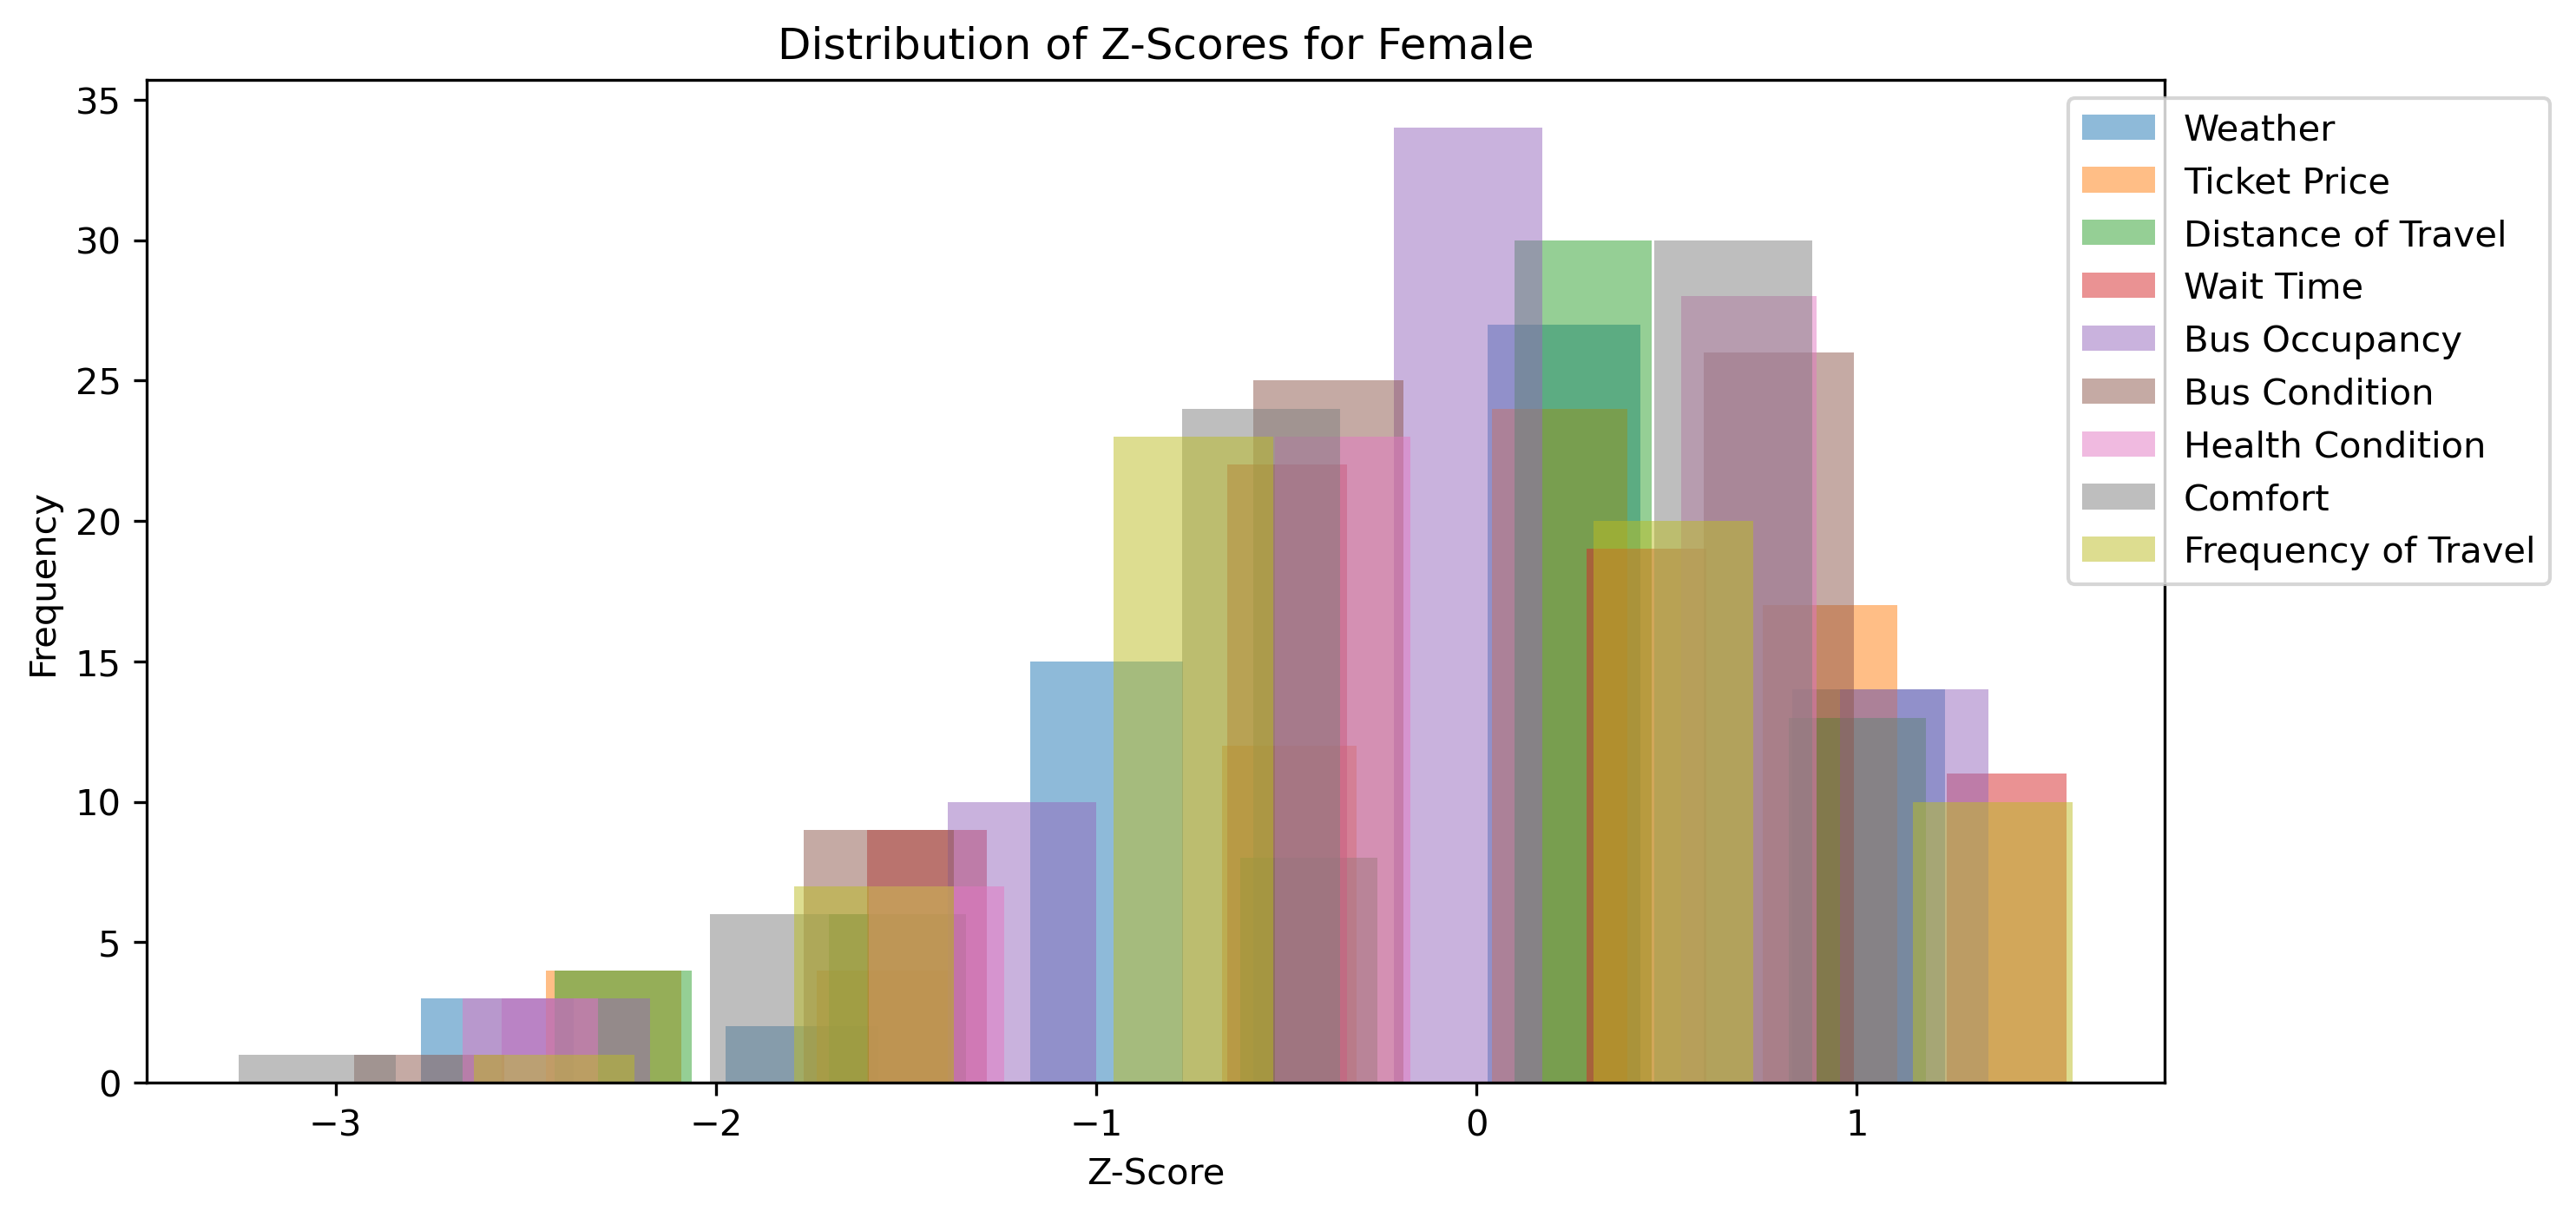 Distribution of Z-Scores for Female
35
30
25
20
15
10
5
0
Frequency
−3
−2
−1
0
1
Z-Score
Weather
Ticket Price
Distance of Travel
Wait Time
Bus Occupancy
Bus Condition
Health Condition
Comfort
Frequency of Travel